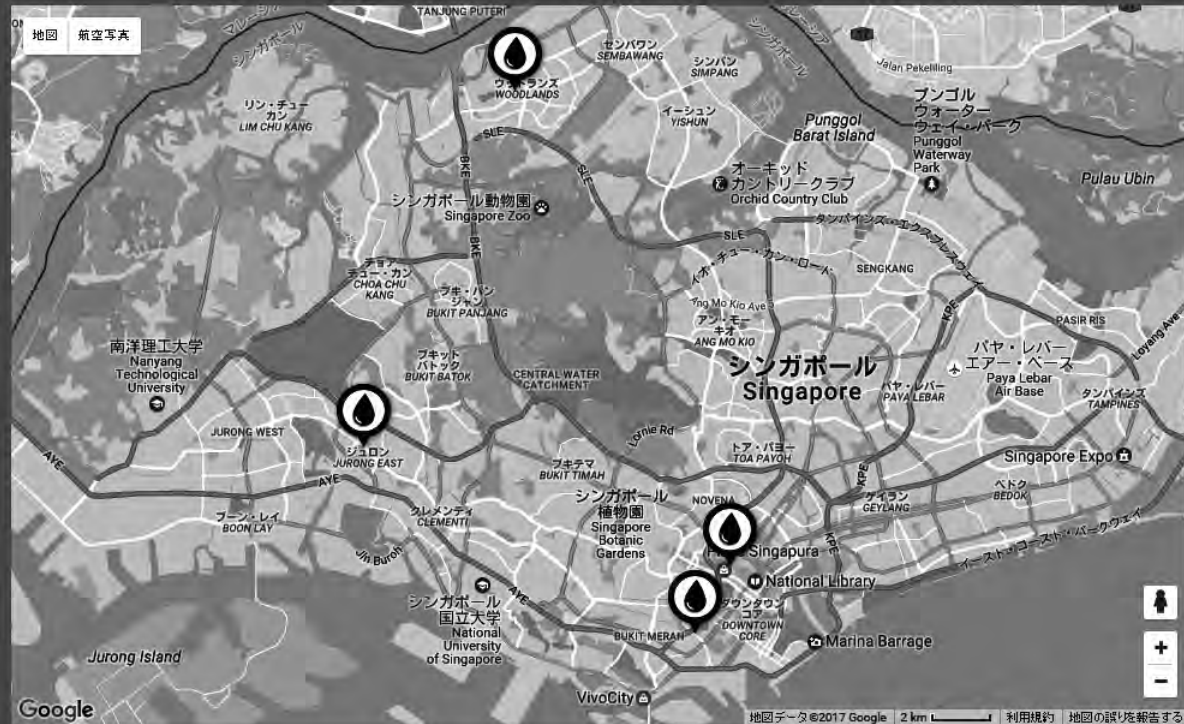 地図
航空写真
TANJUNG PUTERI
マレーシア
シンガポール
シンガポール
マレーシア
Jalan Pekeliling
センバワン
SEMBAWANG
シンパン
SIMPANG
ウッドランズ
WOODLANDS
リン・チュー
カン
LIM CHU KANG
イーシュン
YISHUN
Punggol
Barat Island
プンゴル
ウォーター
ウェイ・パーク
Punggol
Waterway
Park
Pulau Ubin
SLE
BKE
SLE
オーキッド
カントリークラブ
Orchid Country Club
シンガポール動物園
Singapore Zoo
BKE
SLE
タンパインズ・エクスプレスウェイ
イオ・チュー・カン・ロード
SENGKANG
チョア
チュー・カン
CHOA CHU
KANG
ブキ・パン
ジャン
BUKIT PANJANG
Ang Mo Kio Ave
アン・モー
キオ
ANG MO KIO
KPE
PASIR RIS
Loyang Ave
南洋理工大学
Nanyang
Technological
University
ブキット
バトック
BUKIT BATOK
CENTRAL WATER
CATCHMENT
シンガポール
Singapore
パヤ・レバー
エアー・ベース
Paya Lebar
Air Base
パヤ・レバー
PAYA LEBAR
タンパインズ
TAMPINES
JURONG WEST
ジュロン
JURONG EAST
Lornie Rd
トア・パヨー
TOA PAYOH
Singapore Expo
AYE
AYE
ブキテマ
BUKIT TIMAH
KPE
ベドク
BEDOK
シンガポール
植物園
Singapore
Botanic
Gardens
NOVENA
ゲイラン
GEYLANG
ブーン・レイ
BOON LAY
クレメンティ
CLEMENTI
KPE
イースト・コースト・パークウェイ
Jln Buroh
Singapura
National Library
AYE
シンガポール
国立大学
National
University
of Singapore
ダウンタウン
コア
DOWNTOWN
CORE
BUKIT MERAH
Marina Barrage
Jurong Island
VivoCity
+
−
Google
地図データ ©2017 Google
2 km
利用規約
地図の誤りを報告する